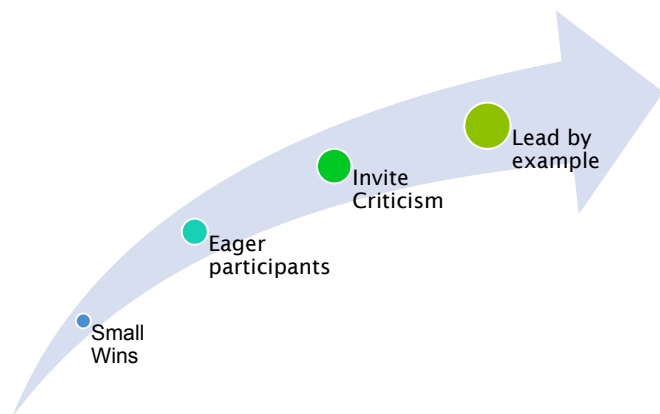 Lead by
example
Invite
Criticism
Eager
participants
Small
Wins